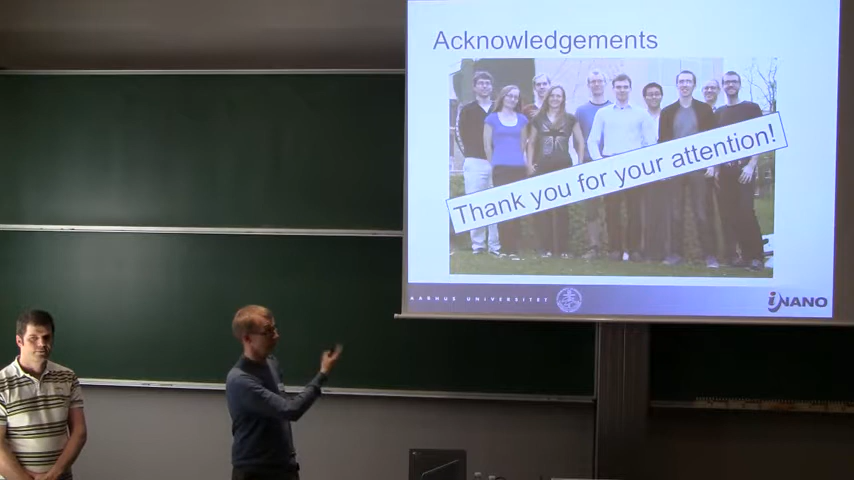 Acknowledgements
Thank you for your attention!
AARHUS UNIVERSITET
iNANO